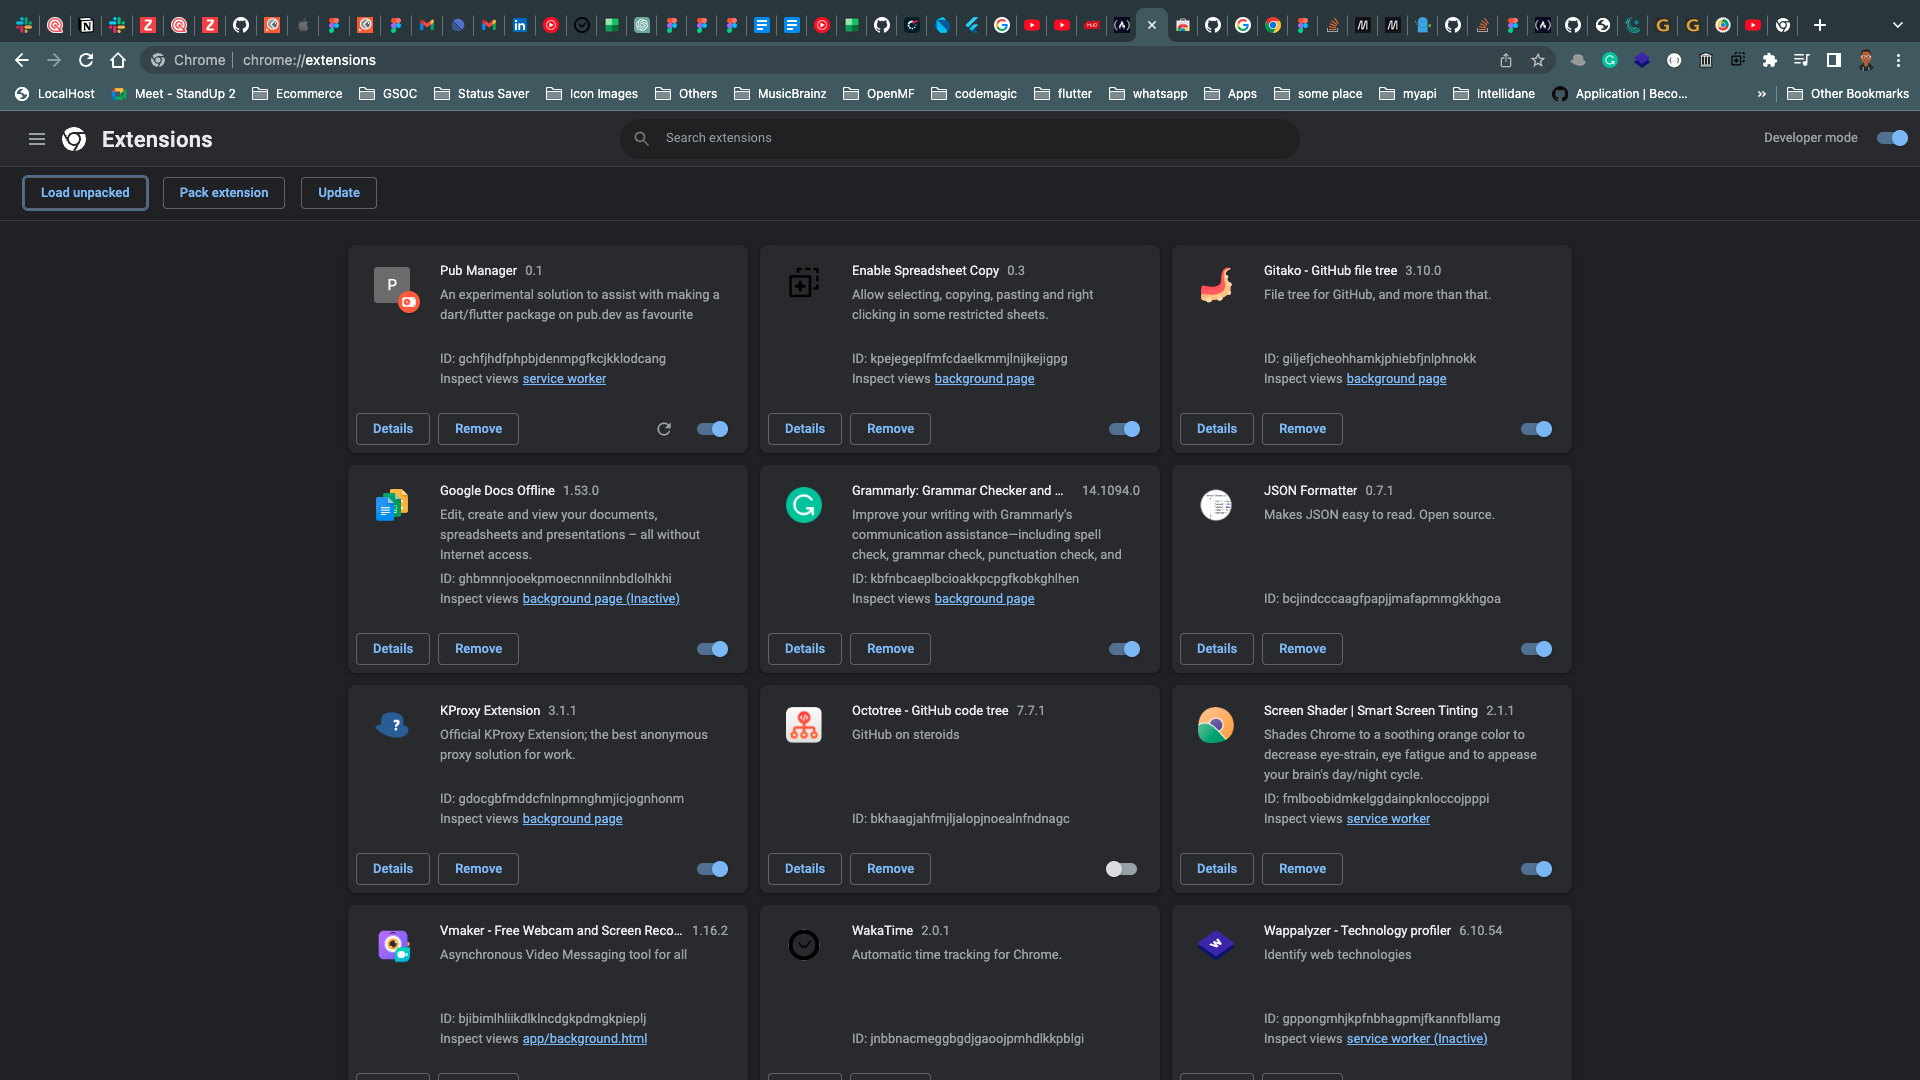 Chrome chrome://extensions
LocalHost Meet - StandUp 2 Ecommerce GSOC Status Saver Icon Images Others MusicBrainz OpenMF codemagic flutter whatsapp Apps some place myapi Intellidane Application | Beco... » Other Bookmarks
Extensions Search extensions Developer mode
Load unpacked Pack extension Update
Pub Manager 0.1
An experimental solution to assist with making a
dart/flutter package on pub.dev as favourite
ID: gchfjhdfphpbjdenmpgfkcjkklodcang
Inspect views service worker
Details Remove
Enable Spreadsheet Copy 0.3
Allow selecting, copying, pasting and right
clicking in some restricted sheets.
ID: kpejegeplfmfcdaelkmmjlnijkejigpg
Inspect views background page
Details Remove
Gitako - GitHub file tree 3.10.0
File tree for GitHub, and more than that.
ID: giljefjcheohhamkjphiebfjnlphnokk
Inspect views background page
Details Remove
Google Docs Offline 1.53.0
Edit, create and view your documents,
spreadsheets and presentations – all without
Internet access.
ID: ghbmnnjooekpmoecnnnilnnbdlolhkhi
Inspect views background page (Inactive)
Details Remove
Grammarly: Grammar Checker and ... 14.1094.0
Improve your writing with Grammarly's
communication assistance—including spell
check, grammar check, punctuation check, and
ID: kbfnbcaeplbcioakkpcpgfkobkghlhen
Inspect views background page
Details Remove
JSON Formatter 0.7.1
Makes JSON easy to read. Open source.
ID: bcjindcccaagfpapjjmafapmmgkkhgoa
Details Remove
KProxy Extension 3.1.1
Official KProxy Extension; the best anonymous
proxy solution for work.
ID: gdocgbfmddcfnlnpmnghmjicjognhonm
Inspect views background page
Details Remove
Octotree - GitHub code tree 7.7.1
GitHub on steroids
ID: bkhaagjahfmjljalopjnoealnfndnagc
Details Remove
Screen Shader | Smart Screen Tinting 2.1.1
Shades Chrome to a soothing orange color to
decrease eye-strain, eye fatigue and to appease
your brain's day/night cycle.
ID: fmlboobidmkelggdainpknloccojpppi
Inspect views service worker
Details Remove
Vmaker - Free Webcam and Screen Reco... 1.16.2
Asynchronous Video Messaging tool for all
ID: bjibimlhliikdlklncdgkpdmgkpieplj
Inspect views app/background.html
WakaTime 2.0.1
Automatic time tracking for Chrome.
ID: jnbbnacmeggbgdjgaoojpmhdlkkpblgi
Wappalyzer - Technology profiler 6.10.54
Identify web technologies
ID: gppongmhjkpfnbhagpmjfkannfbllamg
Inspect views service worker (Inactive)